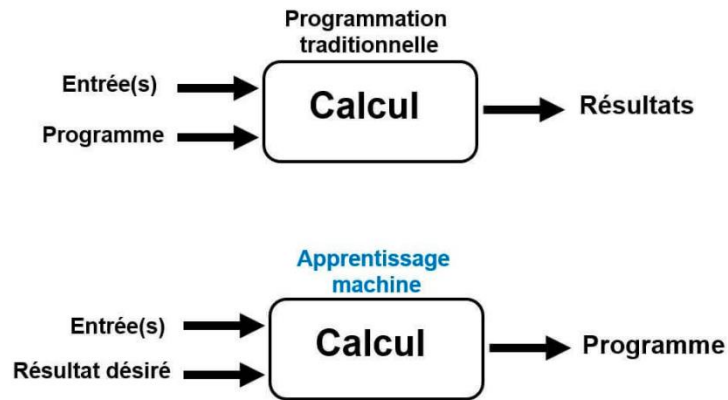 Programmation
traditionnelle
Entrée(s)
Programme
Calcul
Résultats
Apprentissage
machine
Entrée(s)
Résultat désiré
Calcul
Programme